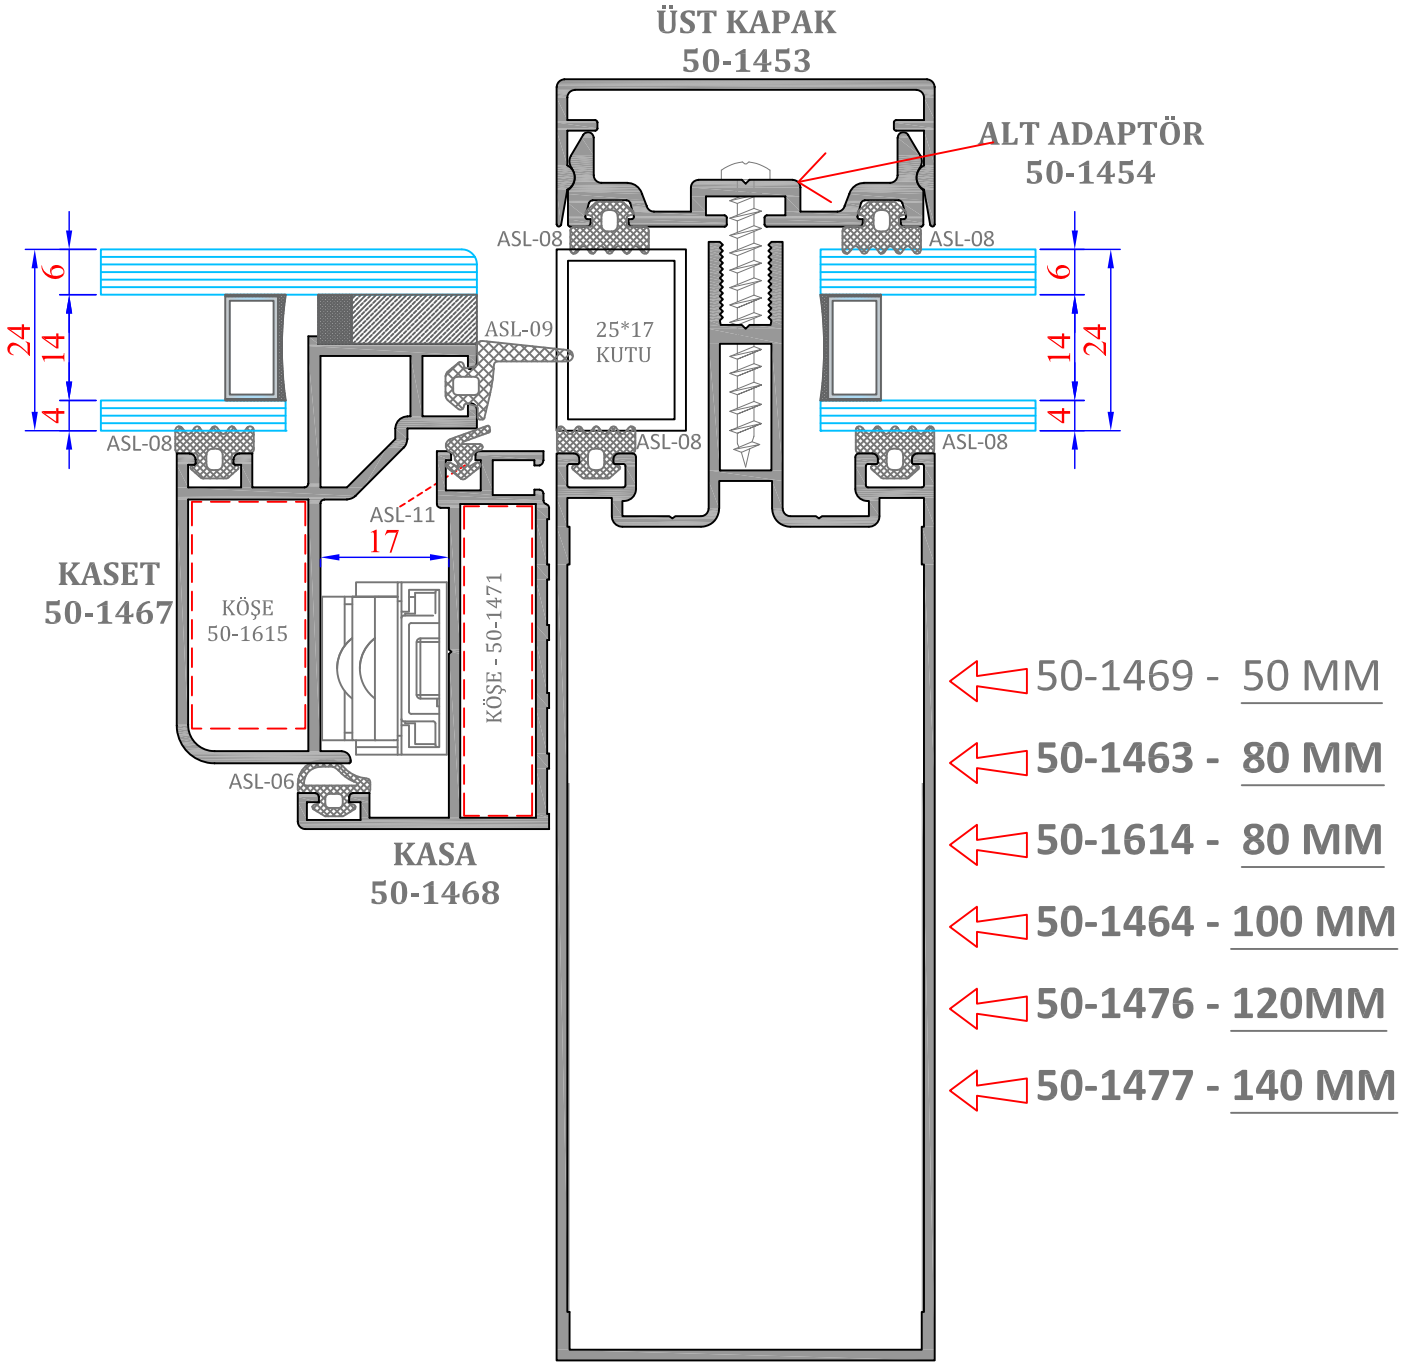 ÜST KAPAK
50-1453
ALT ADAPTÖR
50-1454
ASL-08
ASL-08
6
14
24
4
ASL-09
25*17
KUTU
6
14
24
4
ASL-08
ASL-08
ASL-08
ASL-11
17
KASET
50-1467
KÖŞE
50-1615
KÖŞE - 50-1471
ASL-06
KASA
50-1468
50-1469 - 50 MM
50-1463 - 80 MM
50-1614 - 80 MM
50-1464 - 100 MM
50-1476 - 120MM
50-1477 - 140 MM